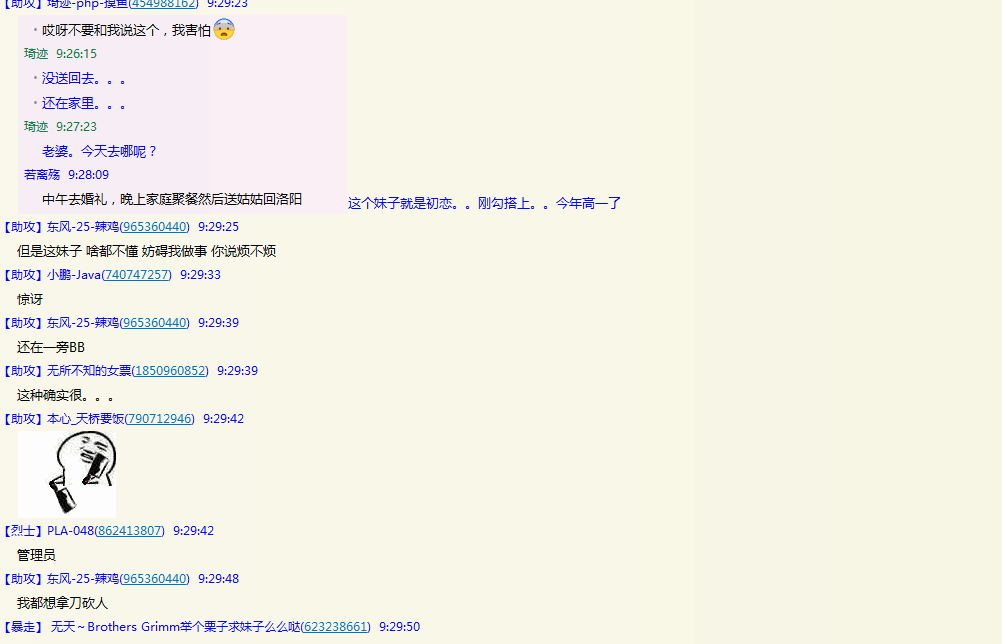 【助攻】琦迹-php-摸鱼(454988162) 9:29:23
·哎呀不要和我说这个，我害怕
琦迹 9:26:15
·没送回去。。。
·还在家里。。。
琦迹 9:27:23
老婆。今天去哪呢？
若离殇 9:28:09
中午去婚礼，晚上家庭聚餐然后送姑姑回洛阳
这个妹子就是初恋。。刚勾搭上。。今年高一了
【助攻】东风-25-辣鸡(965360440) 9:29:25
但是这妹子 啥都不懂 妨碍我做事 你说烦不烦
【助攻】小鹏-Java(740747257) 9:29:33
惊讶
【助攻】东风-25-辣鸡(965360440) 9:29:39
还在一旁BB
【助攻】无所不知的女票(1850960852) 9:29:39
这种确实很。。。
【助攻】本心_天桥要饭(790712946) 9:29:42
【烈士】PLA-048(862413807) 9:29:42
管理员
【助攻】东风-25-辣鸡(965360440) 9:29:48
我都想拿刀砍人
【暴走】 无天～Brothers Grimm举个栗子求妹子么么哒(623238661) 9:29:50